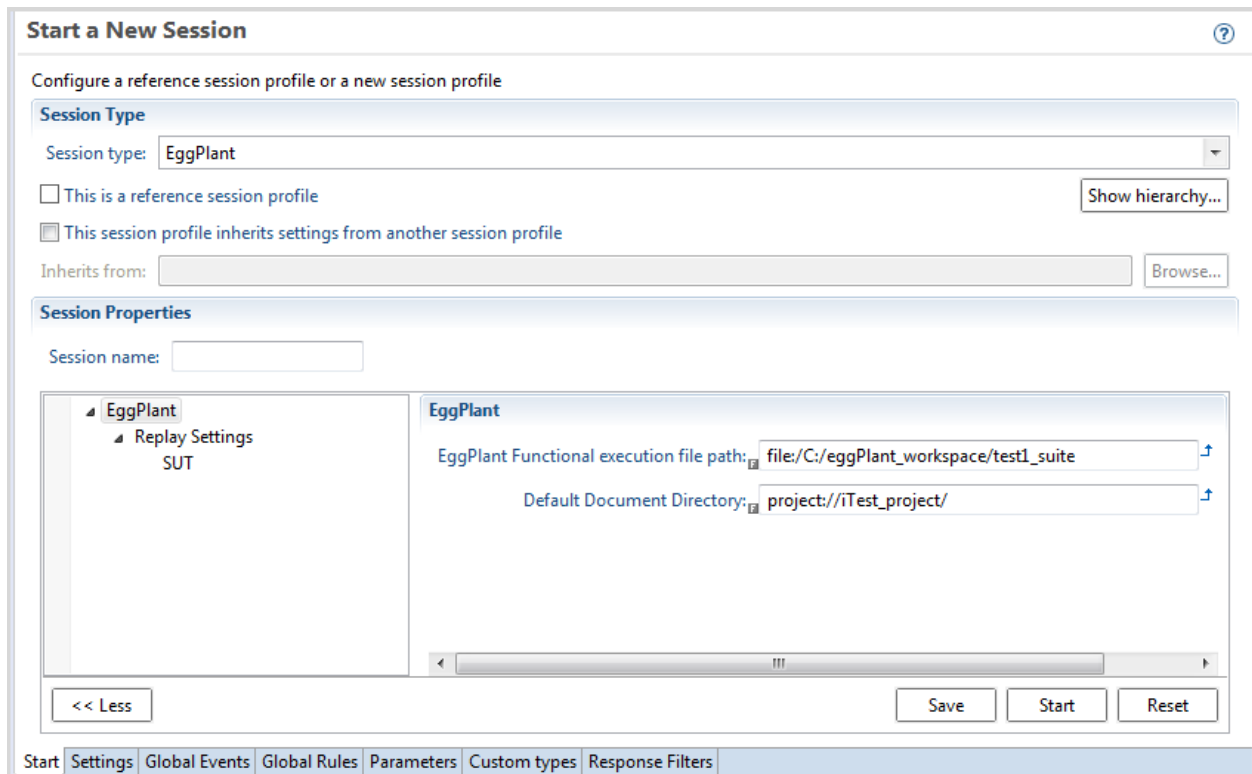 Start a New Session
Configure a reference session profile or a new session profile
Session Type
Session type: EggPlant
This is a reference session profile Show hierarchy...
This session profile inherits settings from another session profile
Inherits from: Browse...
Session Properties
Session name:
EggPlant
Replay Settings
SUT
EggPlant
EggPlant Functional execution file path: file:/C:/eggPlant_workspace/test1_suite
Default Document Directory: project://iTest_project/
<< Less Save Start Reset
Start Settings Global Events Global Rules Parameters Custom types Response Filters